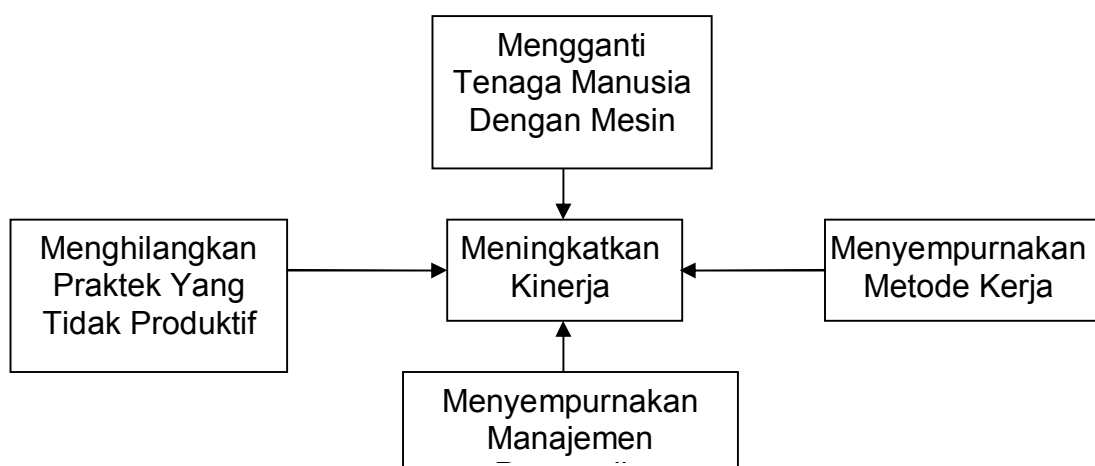 Mengganti
Tenaga Manusia
Dengan Mesin
Menghilangkan
Praktek Yang
Tidak Produktif
Meningkatkan
Kinerja
Menyempurnakan
Metode Kerja
Menyempurnakan
Manajemen